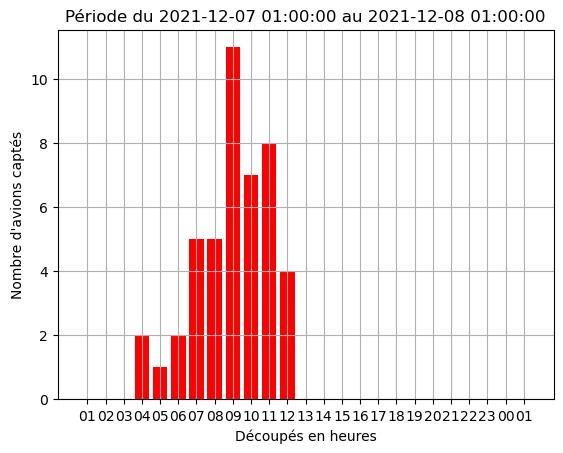 Période du 2021-12-07 01:00:00 au 2021-12-08 01:00:00
Nombre d'avions captés
10
8
6
4
2
0
01 02 03 04 05 06 07 08 09 10 11 12 13 14 15 16 17 18 19 20 21 22 23 00 01
Découpés en heures